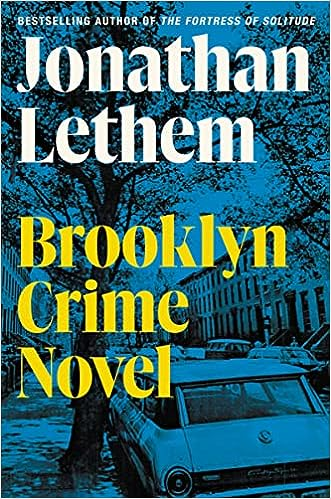 BESTSELLING AUTHOR OF THE FORTRESS OF SOLITUDE
Jonathan
Lethem
Brooklyn
Crime
Novel